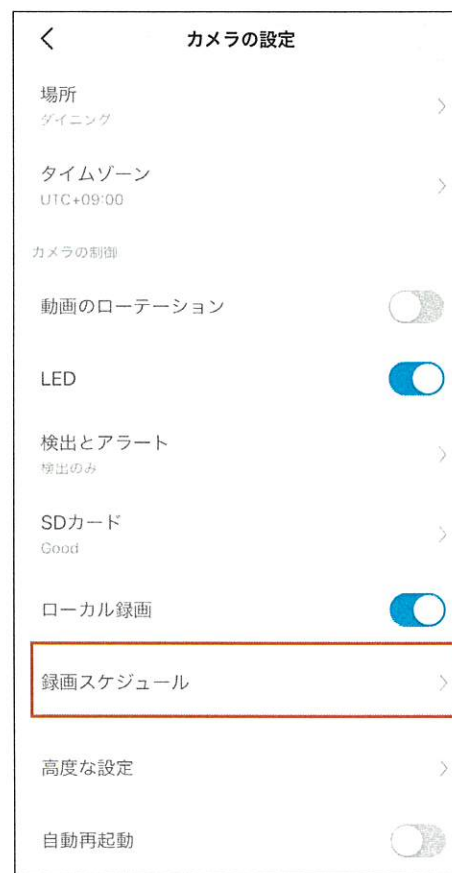 カメラの設定
場所
ダイニング
タイムゾーン
UTC+09:00
カメラの制御
動画のローテーション
LED
検出とアラート
検出のみ
SDカード
Good
ローカル録画
録画スケジュール
高度な設定
自動再起動